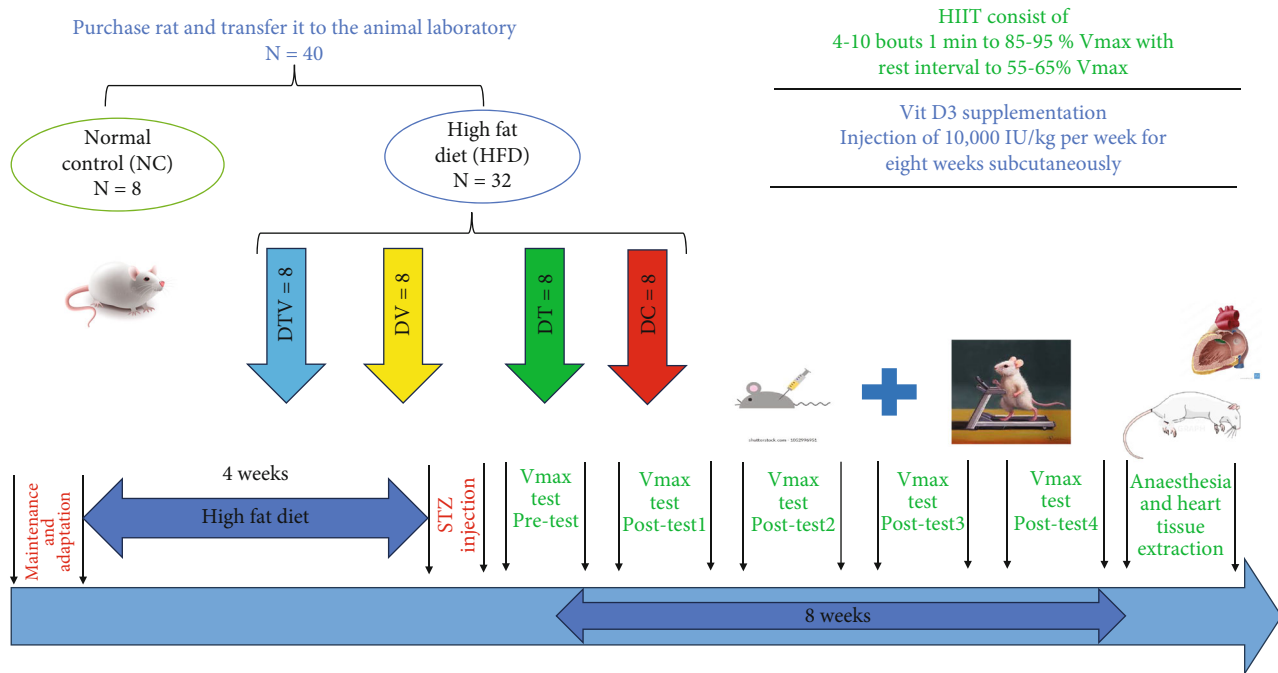 Purchase rat and transfer it to the animal laboratory
N = 40
HIIT consist of
4-10 bouts 1 min to 85-95 % Vmax with
rest interval to 55-65% Vmax
Vit D3 supplementation
Injection of 10,000 IU/kg per week for
eight weeks subcutaneously
Normal
control (NC)
N = 8
High fat
diet (HFD)
N = 32
DTV = 8
DV = 8
DT = 8
DC = 8
Maintenance
and
adaptation
4 weeks
High fat diet
STZ
injection
Vmax
test
Pre-test
Vmax
test
Post-test1
Vmax
test
Post-test2
Vmax
test
Post-test3
Vmax
test
Post-test4
Anaesthesia
and heart
tissue
extraction
8 weeks